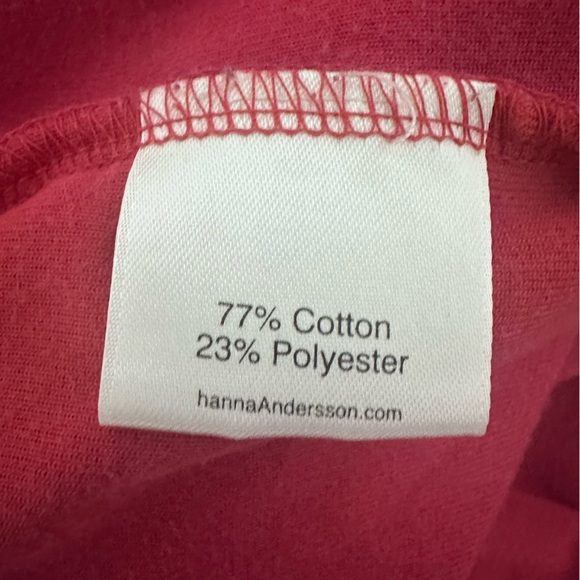 77% Cotton
23% Polyester
hannaAndersson.com